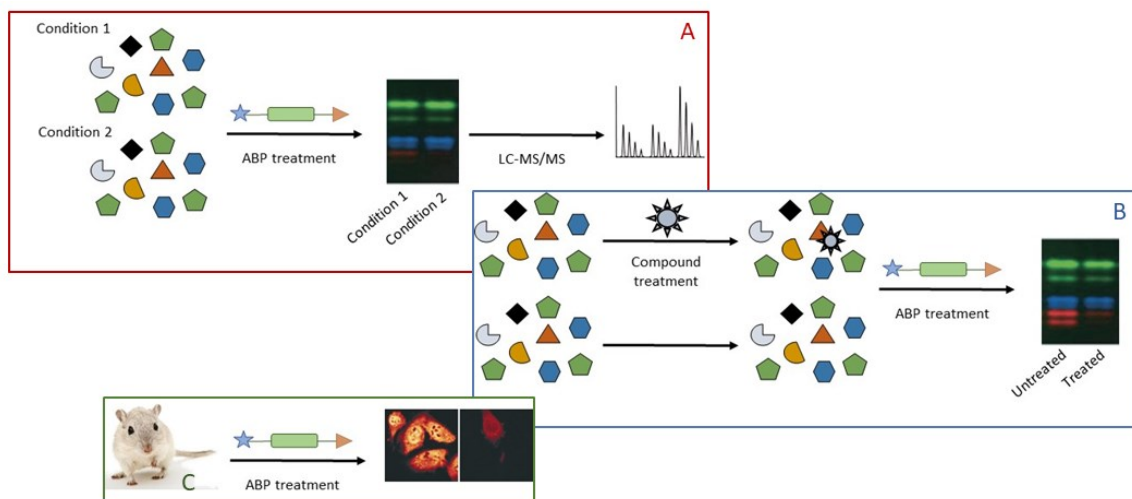 A
Condition 1
Condition 2
ABP treatment
LC-MS/MS
Condition 1
Condition 2
B
Compound
treatment
ABP treatment
Untreated
Treated
C
ABP treatment